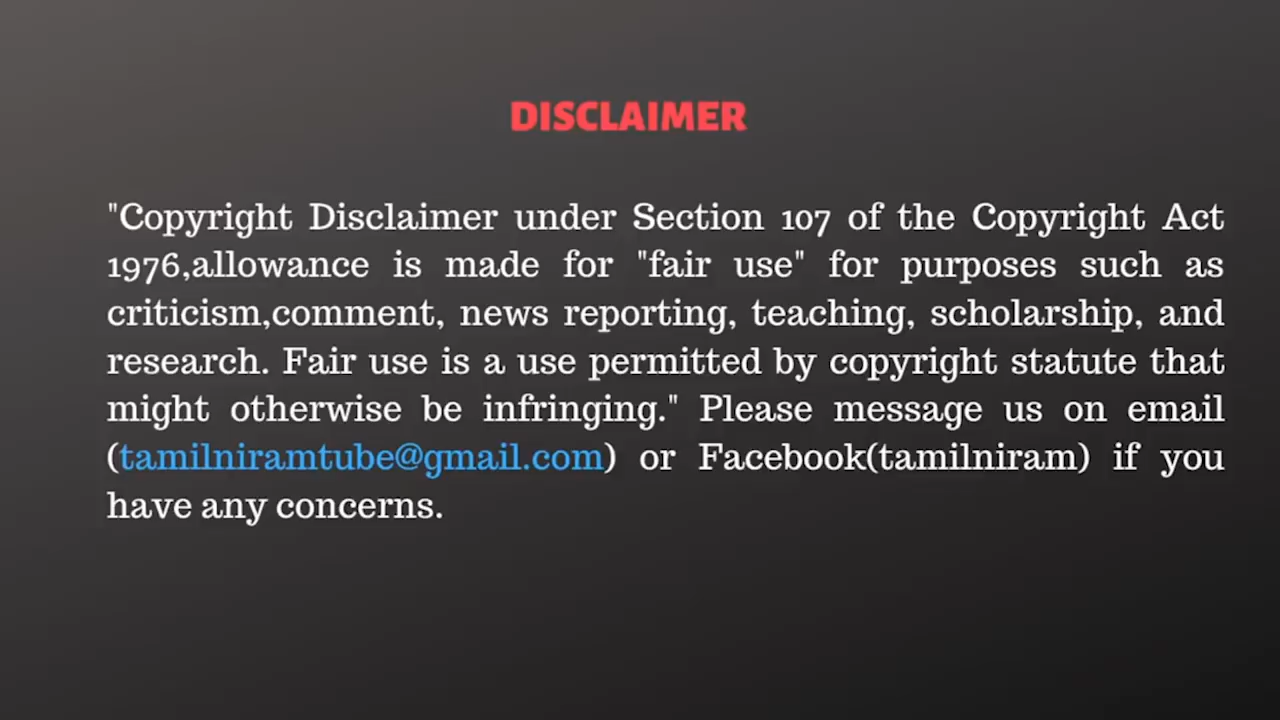 DISCLAIMER
"Copyright Disclaimer under Section 107 of the Copyright Act
1976,allowance is made for "fair use" for purposes such as
criticism,comment, news reporting, teaching, scholarship, and
research. Fair use is a use permitted by copyright statute that
might otherwise be infringing." Please message us on email
(tamilniramtube@gmail.com) or Facebook(tamilniram) if you
have any concerns.